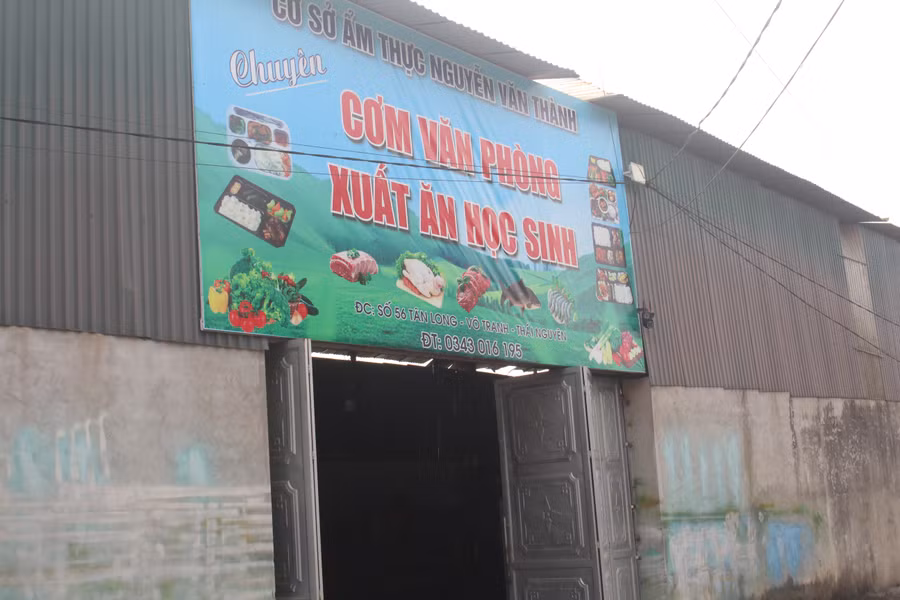 CƠ SỞ ẨM THỰC NGUYỄN VĂN THÀNH
Chuyên
CƠM VĂN PHÒNG
XUẤT ĂN HỌC SINH
ĐC: SỐ 56 TÂN LONG - VÔ TRANH - THÁI NGUYÊN
ĐT: 0343 016 195